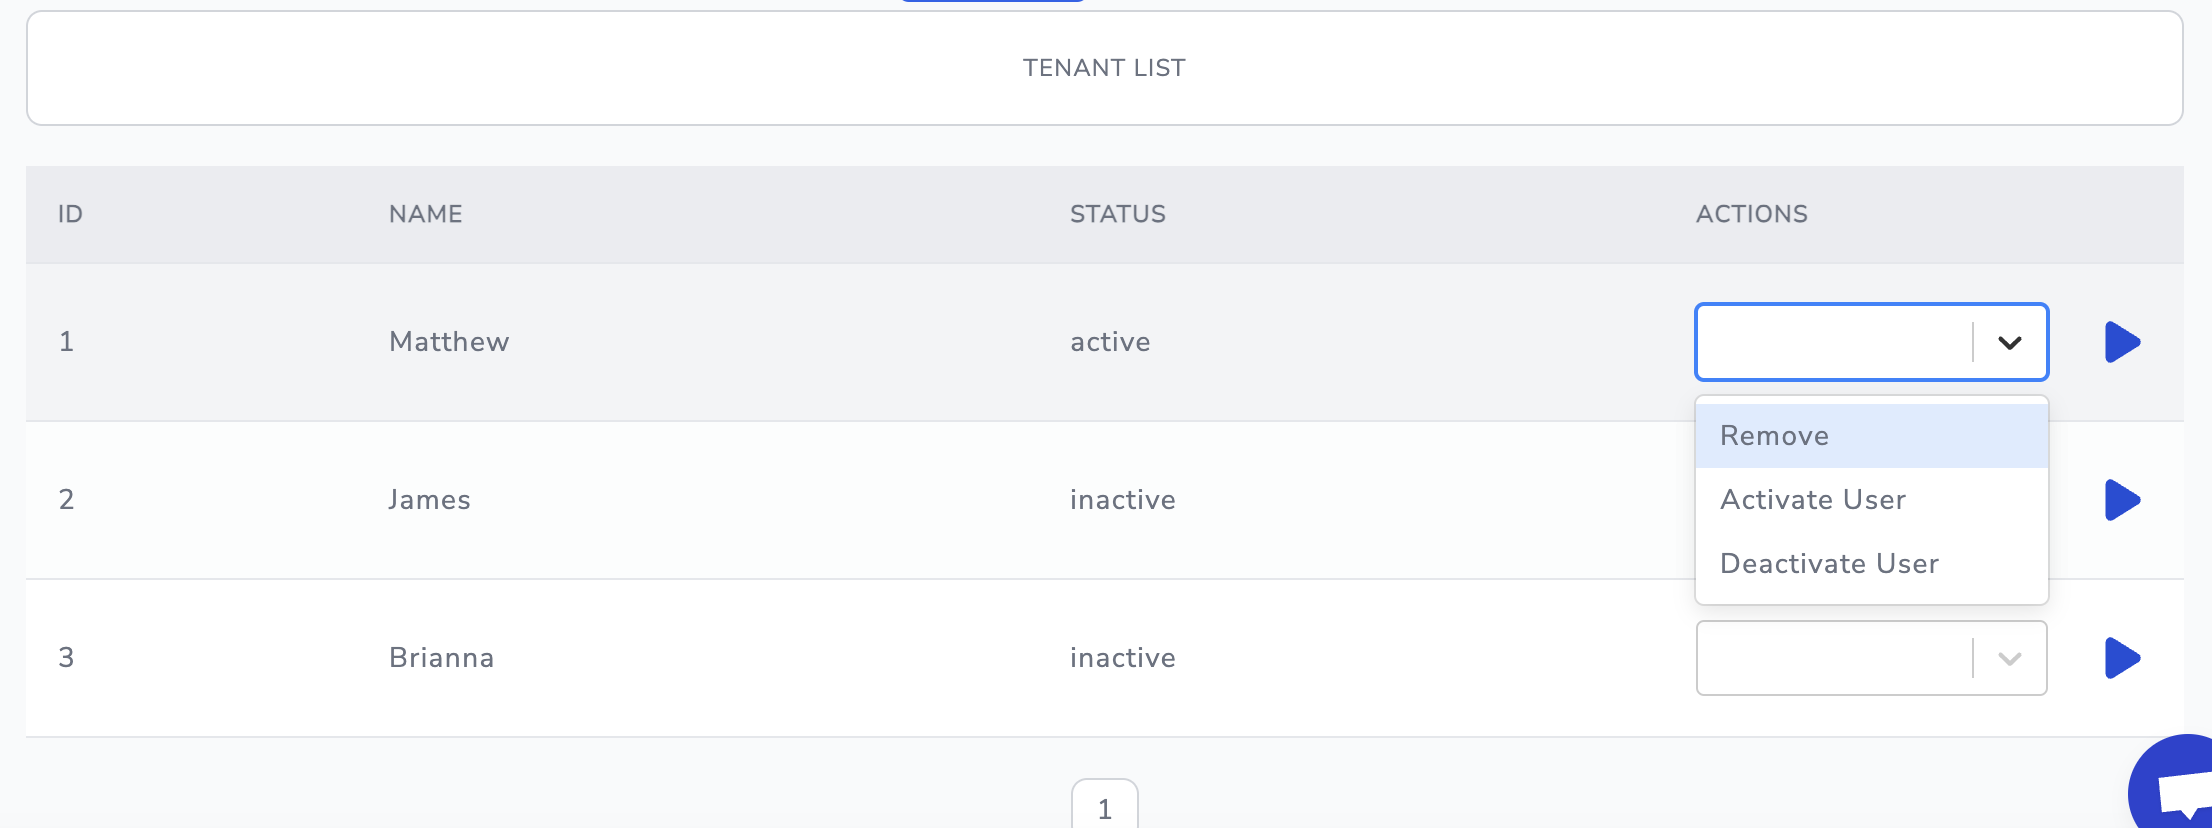 TENANT LIST
ID NAME STATUS ACTIONS
1 Matthew active
Remove
2 James inactive
Activate User
Deactivate User
3 Brianna inactive
1